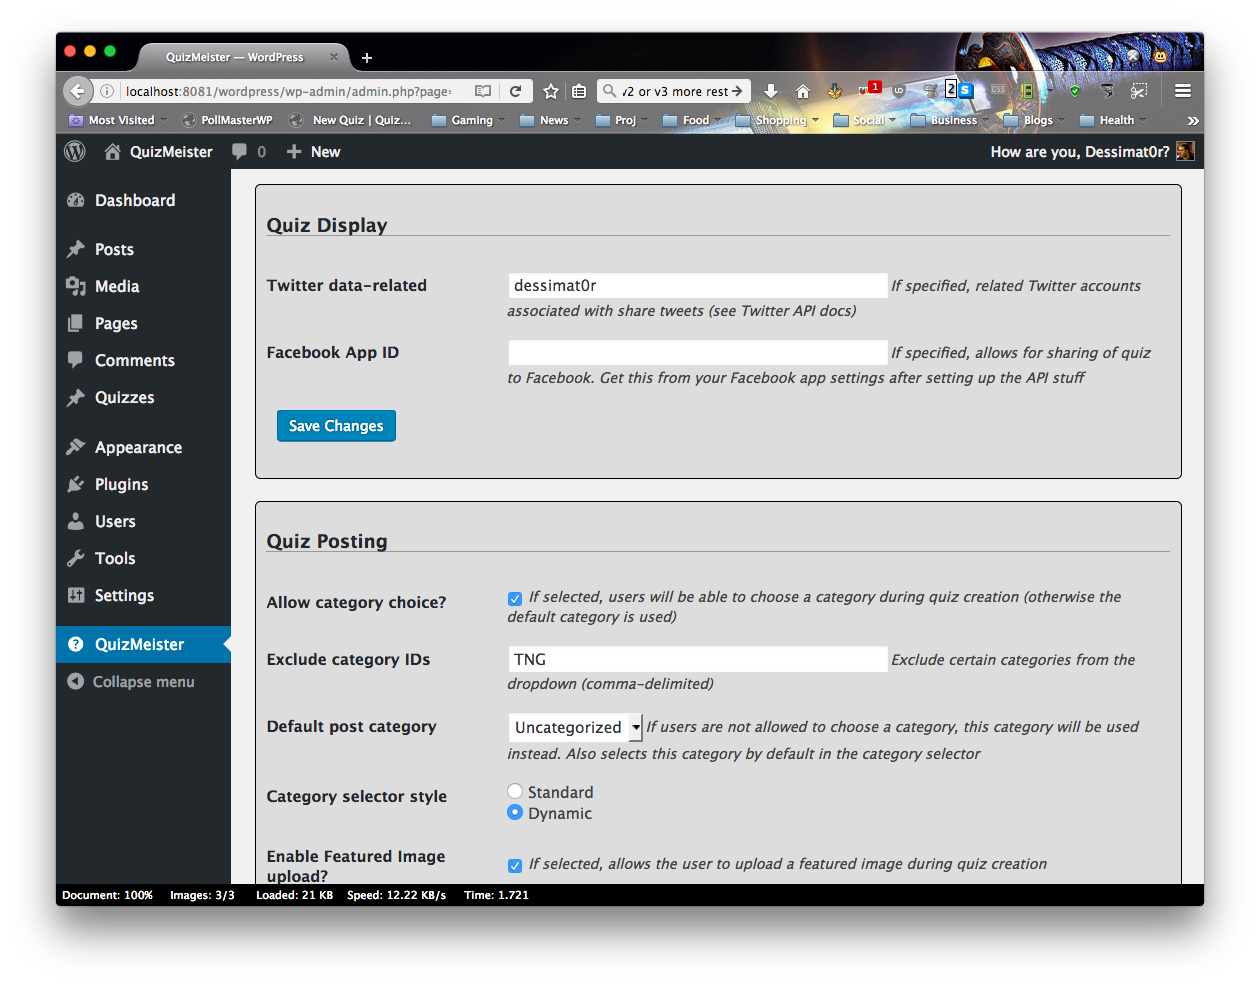 QuizMeister — WordPress
localhost:8081/wordpress/wp-admin/admin.php?page=
v2 or v3 more rest
1
2
Most Visited
PollMasterWP
New Quiz | Quiz...
Gaming
News
Proj
Food
Shopping
Social
Business
Blogs
Health
QuizMeister
0
New
How are you, Dessimat0r?
Dashboard
Posts
Media
Pages
Comments
Quizzes
Appearance
Plugins
Users
Tools
Settings
QuizMeister
Collapse menu
Quiz Display
Twitter data-related
dessimat0r
If specified, related Twitter accounts
associated with share tweets (see Twitter API docs)
Facebook App ID
If specified, allows for sharing of quiz
to Facebook. Get this from your Facebook app settings after setting up the API stuff
Save Changes
Quiz Posting
Allow category choice?
If selected, users will be able to choose a category during quiz creation (otherwise the
default category is used)
Exclude category IDs
TNG
Exclude certain categories from the
dropdown (comma-delimited)
Default post category
Uncategorized
If users are not allowed to choose a category, this category will be used
instead. Also selects this category by default in the category selector
Category selector style
Standard
Dynamic
Enable Featured Image
upload?
If selected, allows the user to upload a featured image during quiz creation
Document: 100%
Images: 3/3
Loaded: 21 KB
Speed: 12.22 KB/s
Time: 1.721